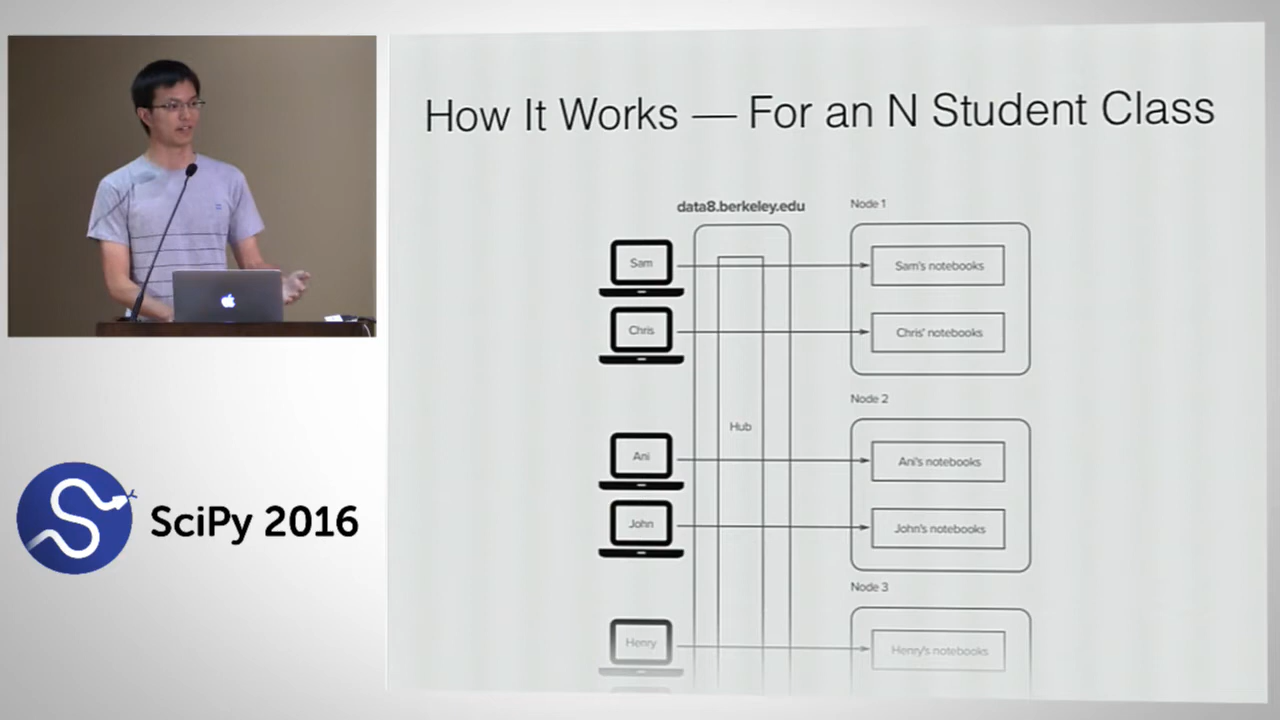 How It Works — For an N Student Class
data8.berkeley.edu
Node 1
Sam
Sam's notebooks
Chris
Chris' notebooks
Node 2
Hub
Ani
Ani's notebooks
John
John's notebooks
Node 3
Henry
Henry's notebooks
SciPy 2016